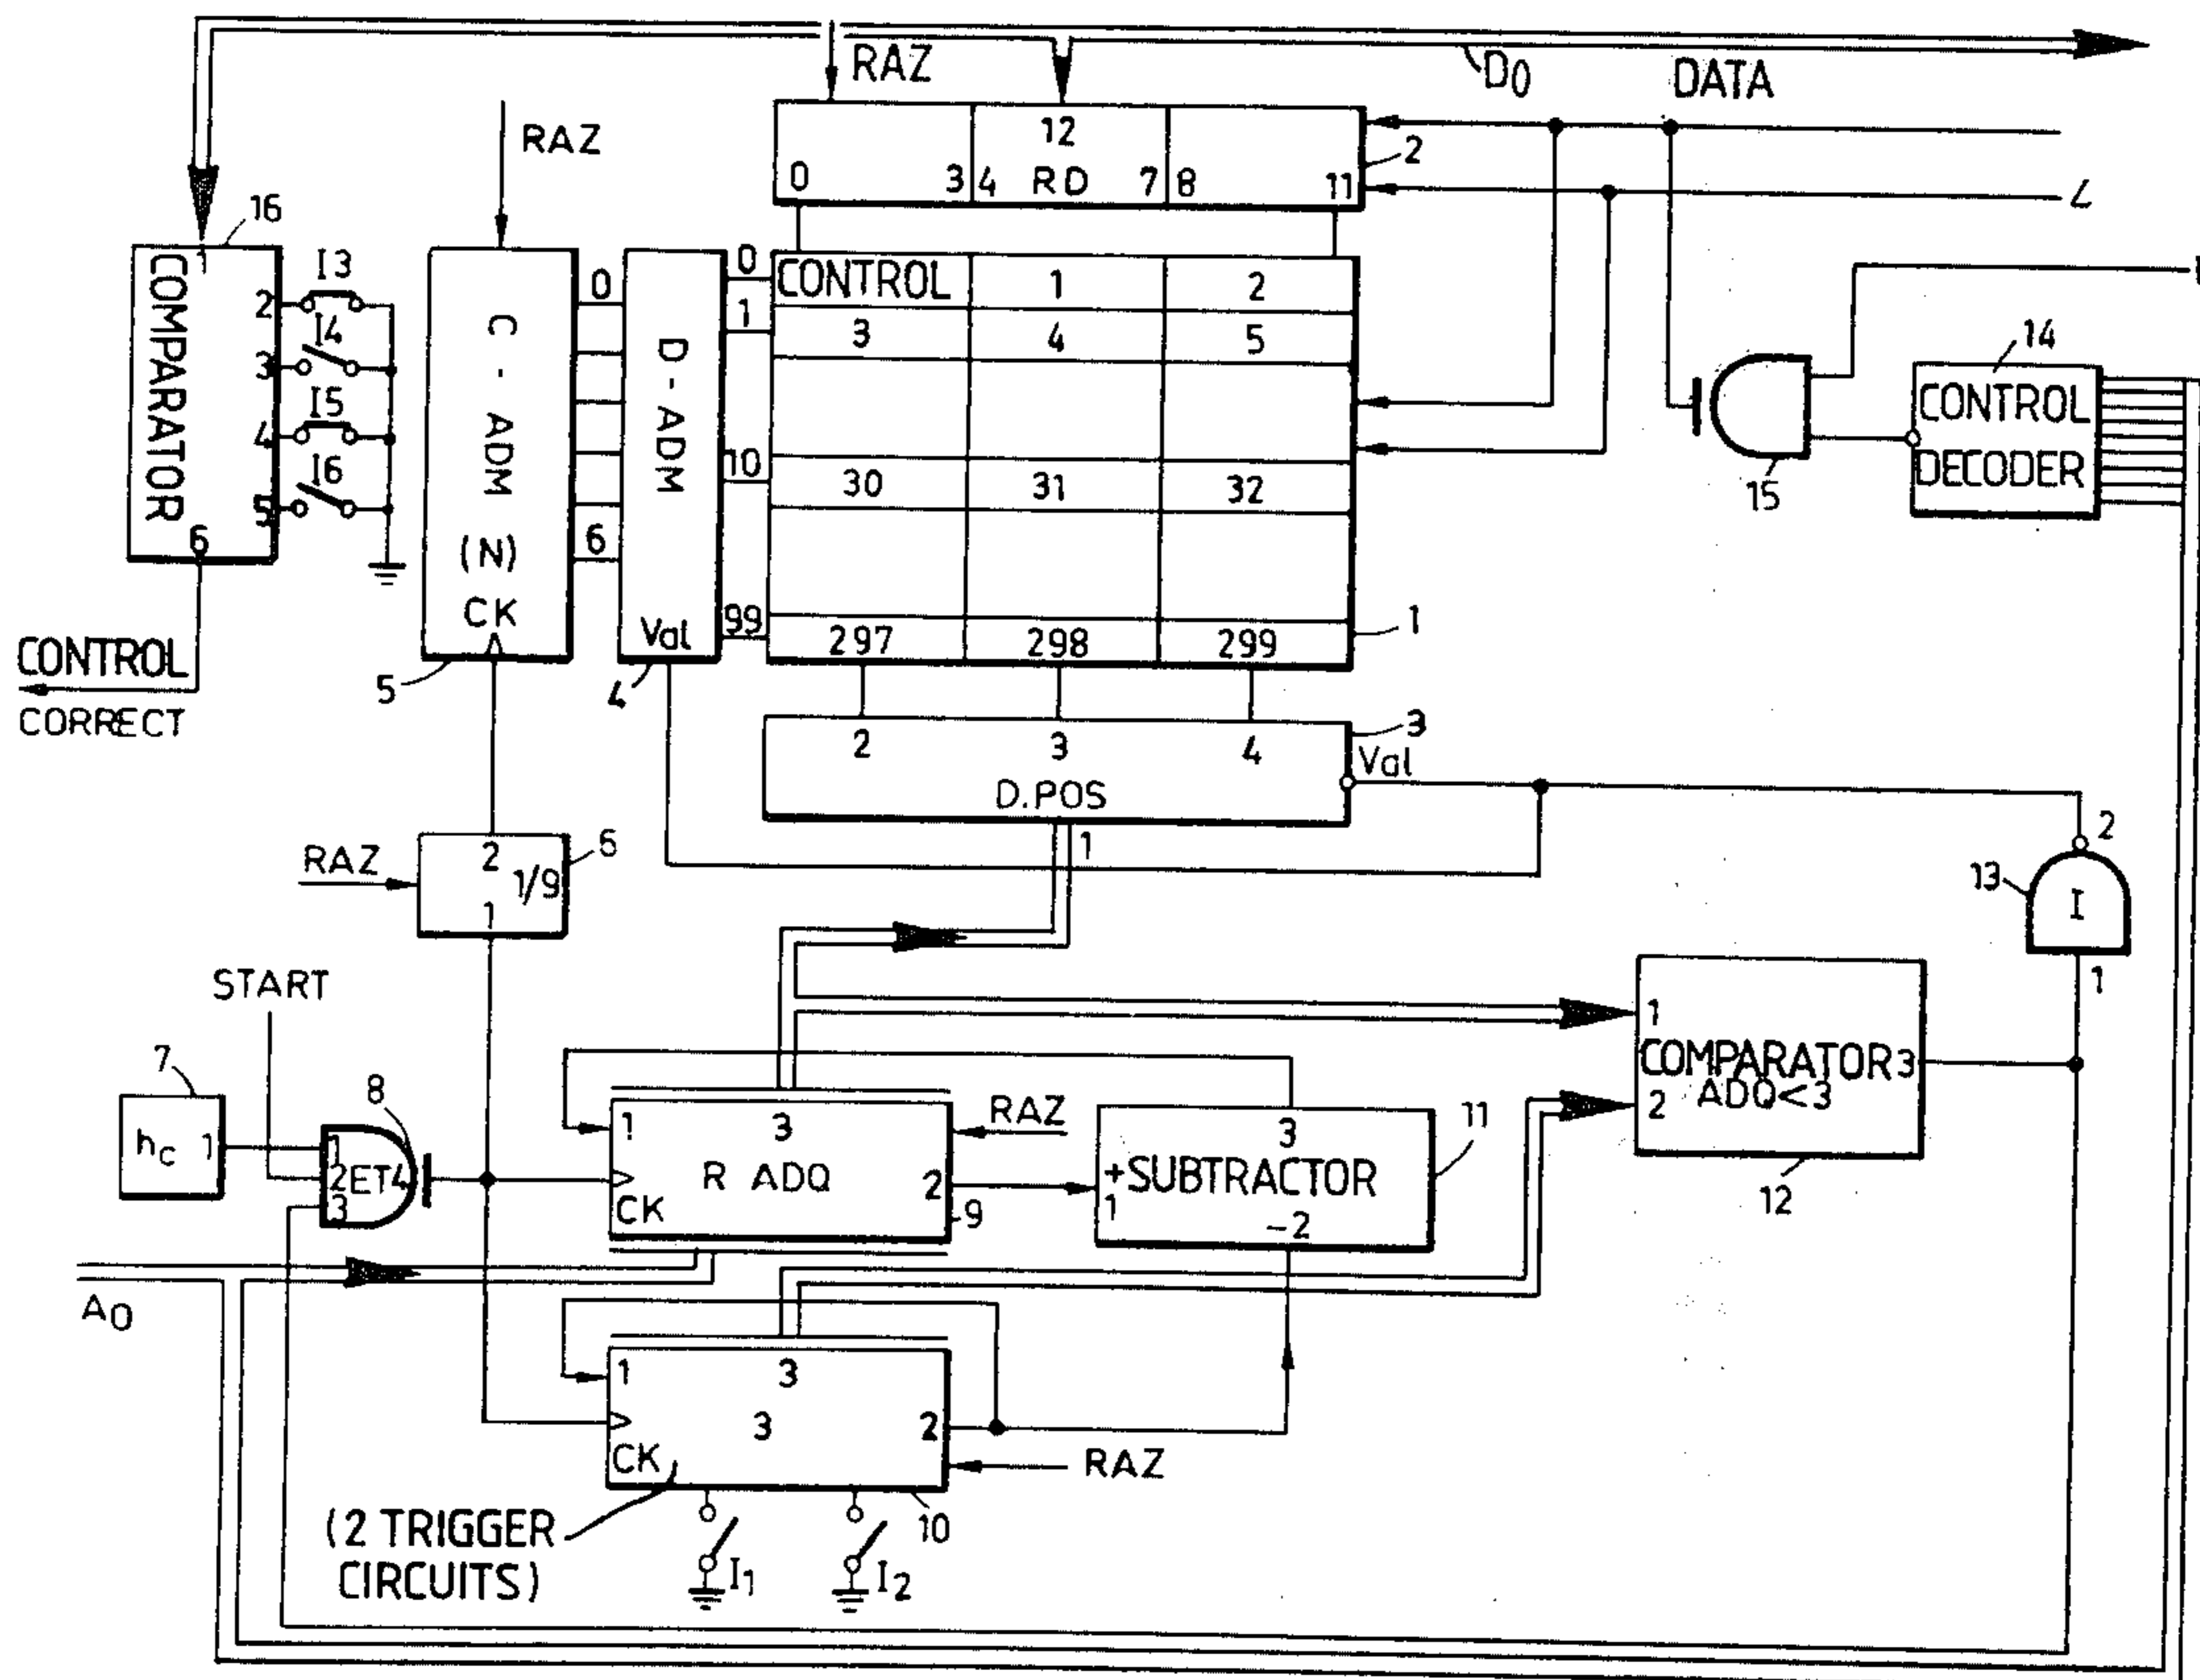 RAZ
D0
DATA
RAZ
12
2
0
3
4
RD
7
8
11
L
16
1
COMPARATOR
2
I3
3
I4
4
I5
5
I6
6
CONTROL
CORRECT
C - ADM
(N)
CK
5
0
6
D - ADM
Val
4
0
1
10
99
CONTROL
1
2
3
4
5
30
31
32
297
298
299
1
14
CONTROL
DECODER
15
2
3
4
3
Val
D.POS
1
RAZ
2
6
1/9
1
2
13
I
1
START
7
hc
1
8
1
2
ET4
3
1
3
RAZ
R ADQ
CK
2
9
3
11
+SUBTRACTOR
1
-2
1
COMPARATOR
3
ADQ<3
2
12
A0
1
3
3
2
CK
RAZ
10
(2 TRIGGER
CIRCUITS)
I1
I2